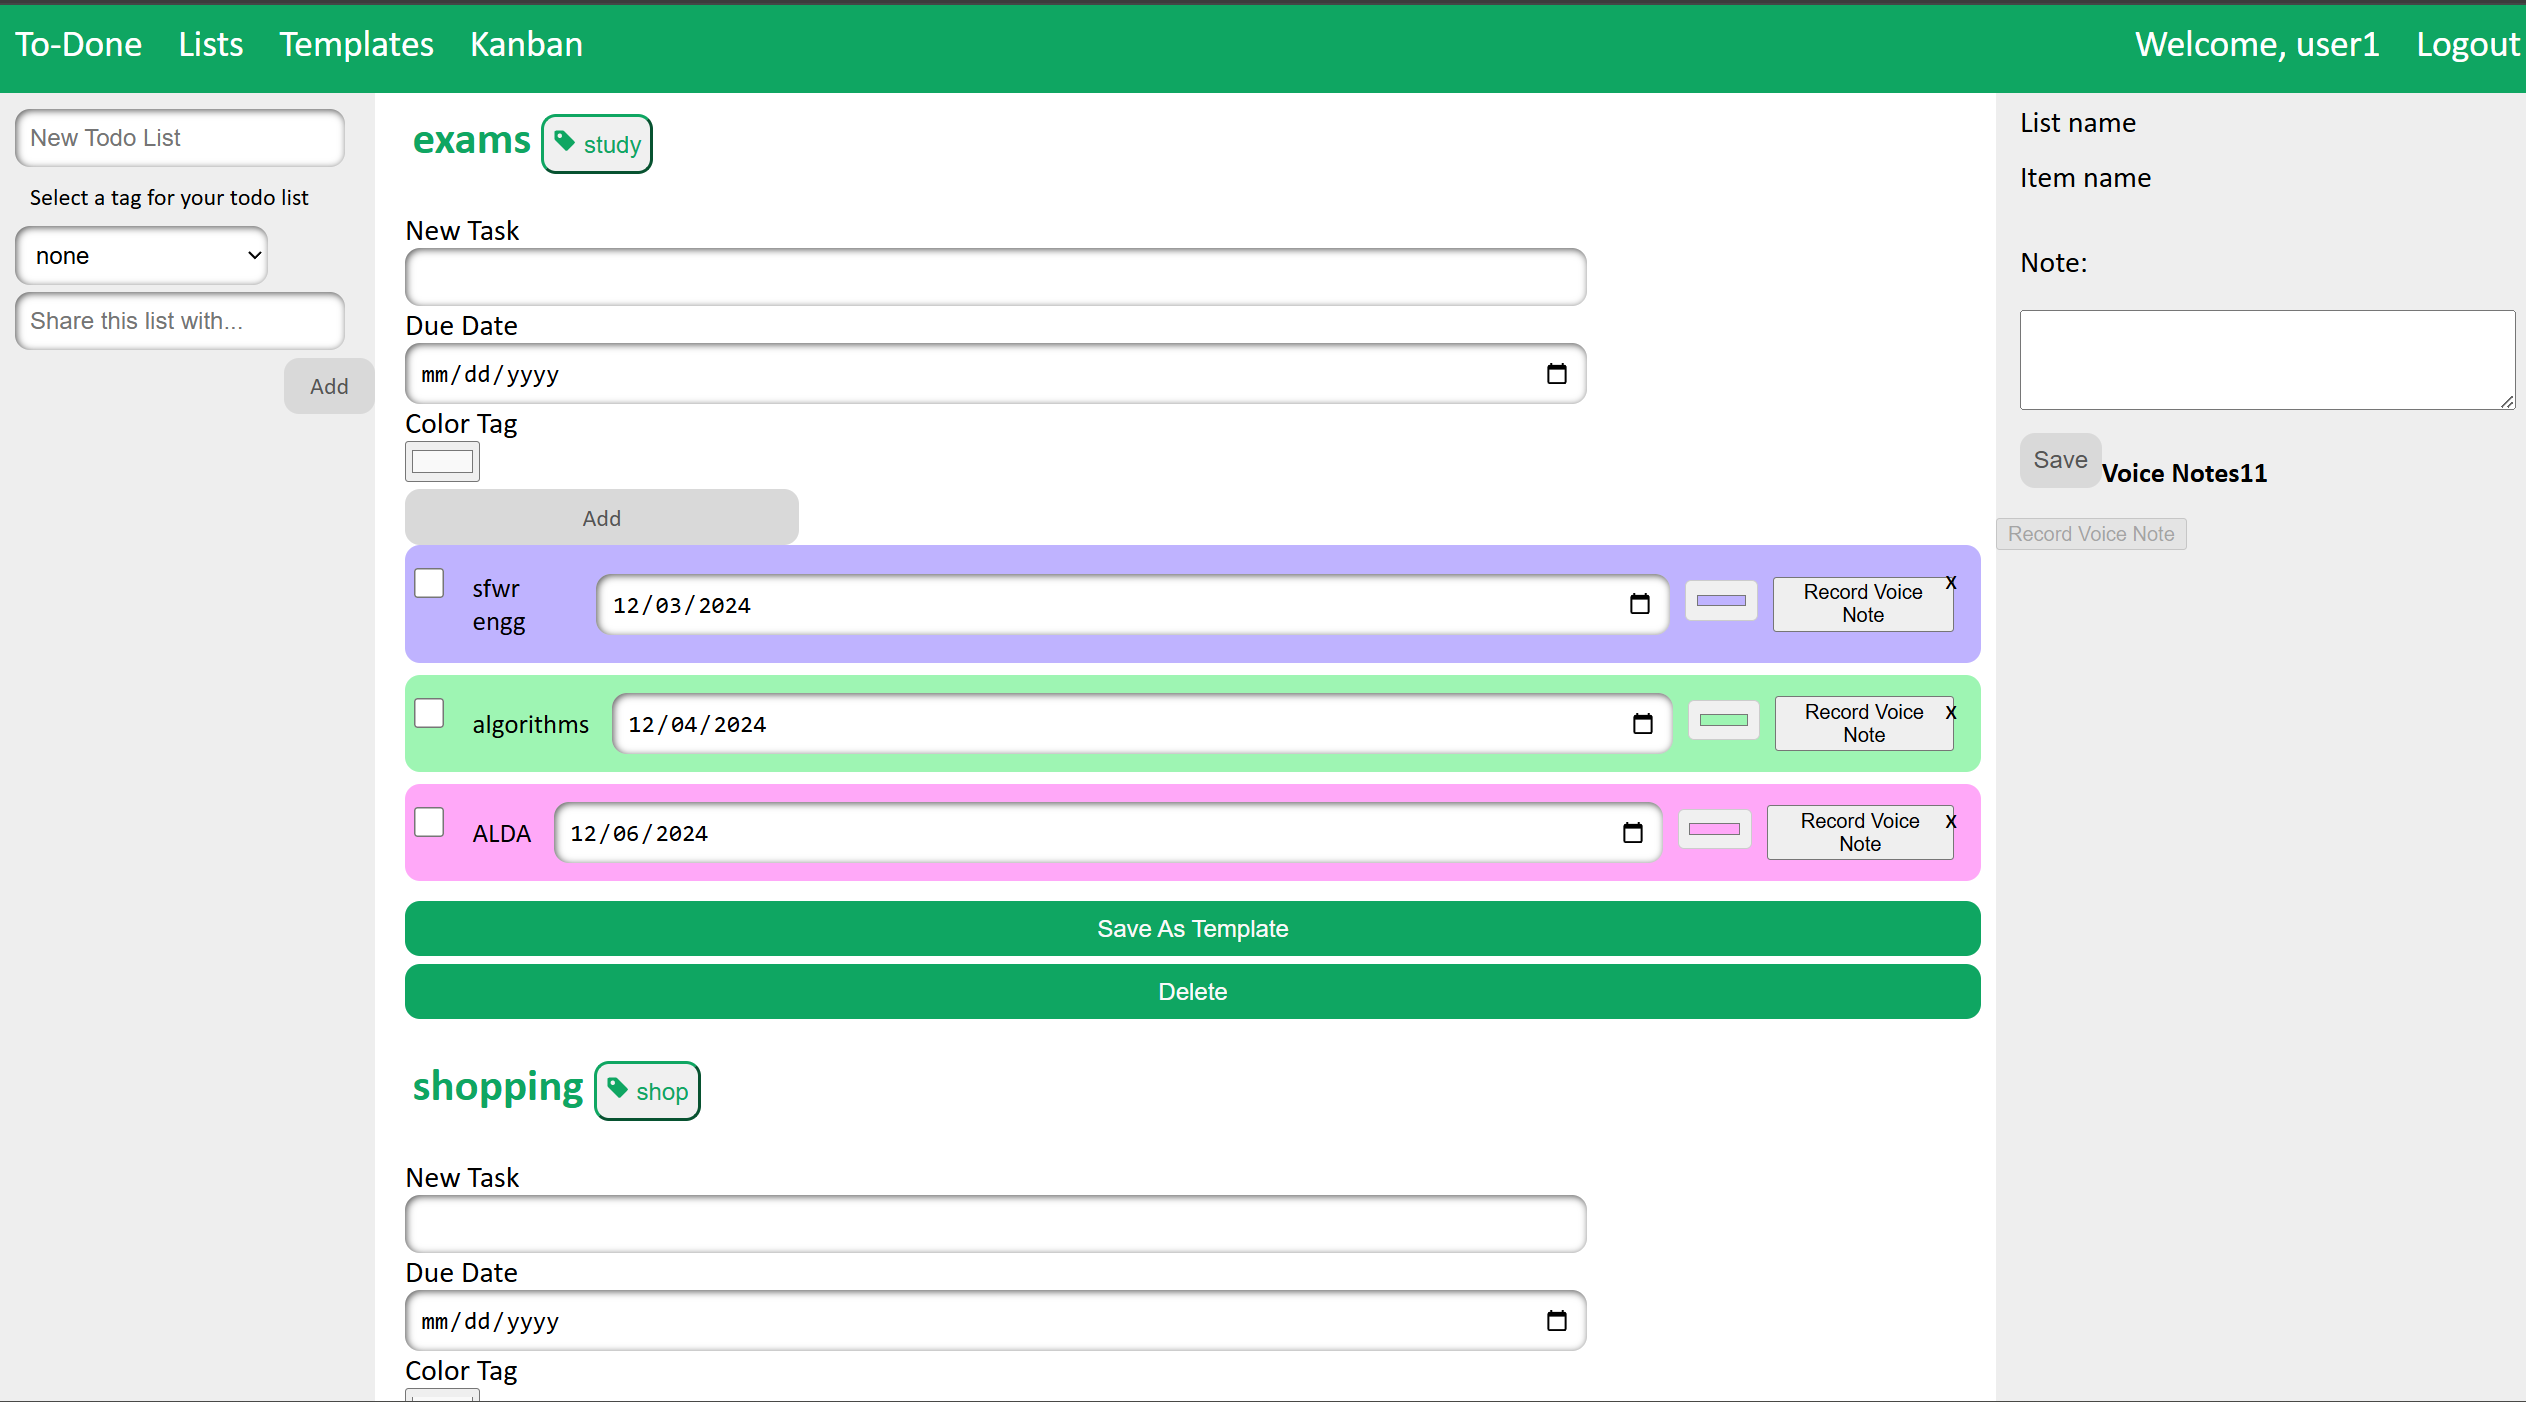 To-Done Lists Templates Kanban Welcome, user1 Logout
New Todo List
Select a tag for your todo list
none
Share this list with...
Add
exams study
New Task
Due Date
mm/dd/yyyy
Color Tag
Add
sfwr
engg
12/03/2024
Record Voice
Note
x
algorithms
12/04/2024
Record Voice
Note
x
ALDA
12/06/2024
Record Voice
Note
x
Save As Template
Delete
shopping shop
New Task
Due Date
mm/dd/yyyy
Color Tag
List name
Item name
Note:
Save
Voice Notes11
Record Voice Note